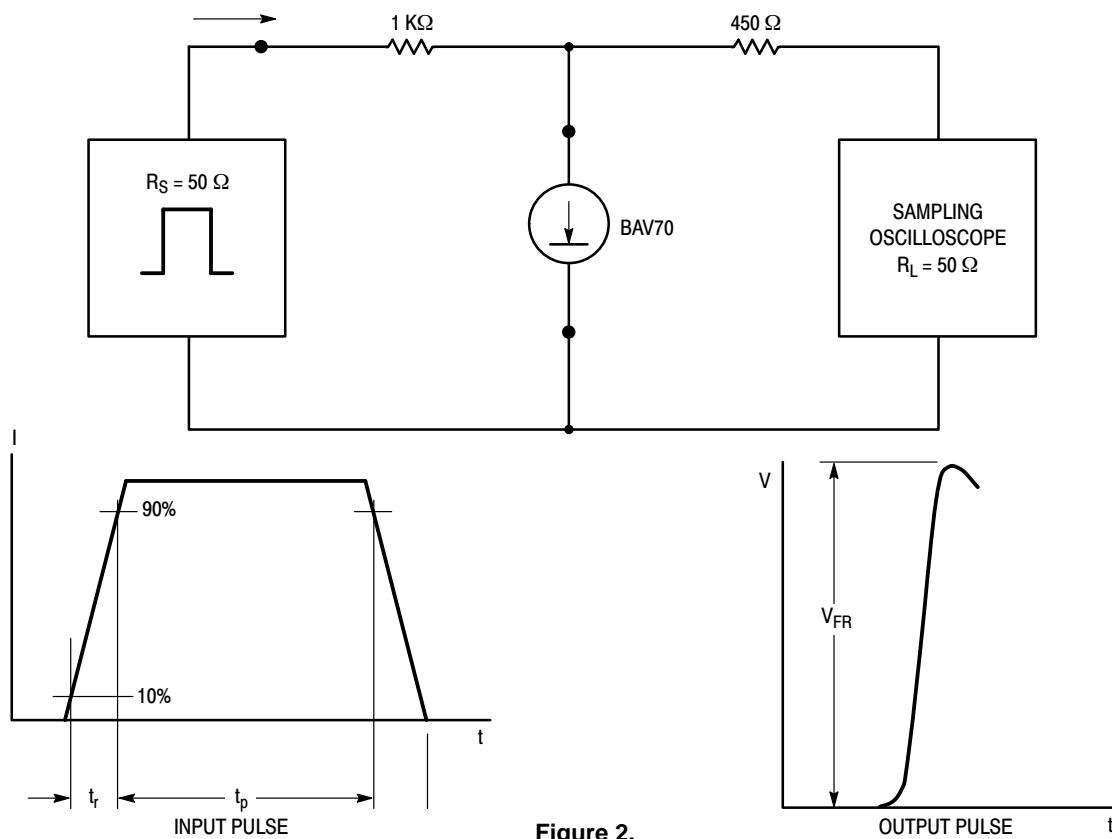 1 KΩ
450 Ω
R_S = 50 Ω
BAV70
SAMPLING
OSCILLOSCOPE
R_L = 50 Ω
I
90%
10%
t
t_r
t_p
INPUT PULSE
V
V_FR
t
OUTPUT PULSE
Figure 2.